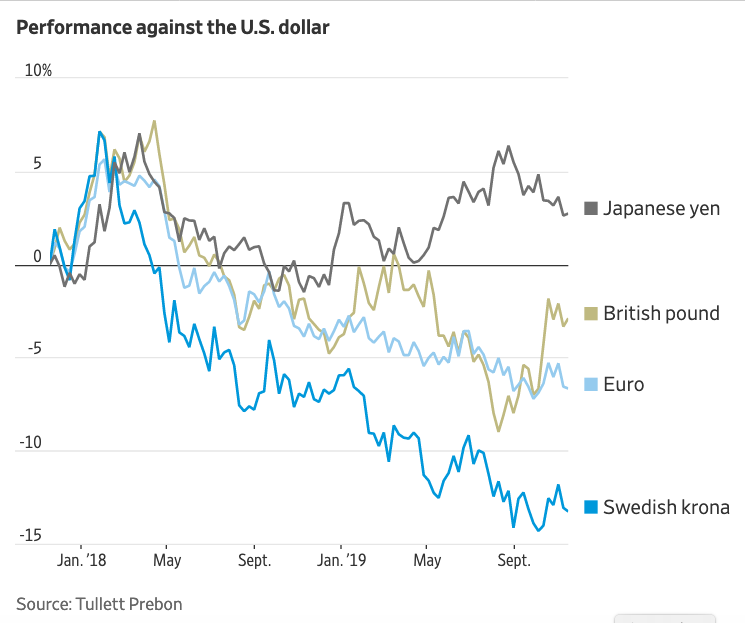 Performance against the U.S. dollar
10%
5
0
-5
-10
-15
Jan. ’18 May Sept. Jan. ’19 May Sept.
Japanese yen
British pound
Euro
Swedish krona
Source: Tullett Prebon